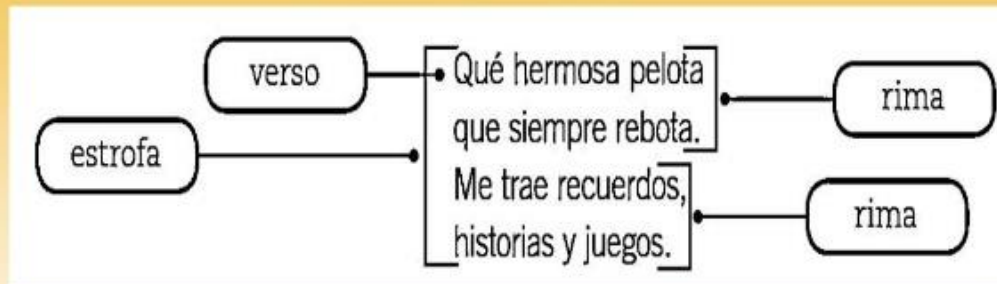 verso
Qué hermosa pelota
rima
que siempre rebota.
estrofa
Me trae recuerdos,
rima
historias y juegos.